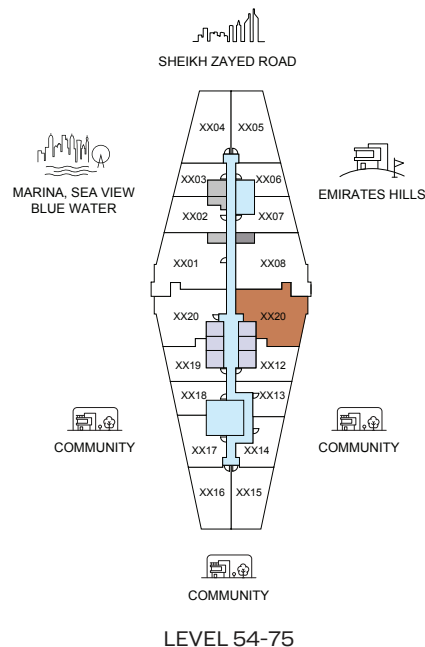 SHEIKH ZAYED ROAD
XX04 XX05
MARINA, SEA VIEW
BLUE WATER
EMIRATES HILLS
XX03 XX06
XX02 XX07
XX01 XX08
XX20 XX20
XX19 XX12
XX18 XX13
COMMUNITY
COMMUNITY
XX17 XX14
XX16 XX15
COMMUNITY
LEVEL 54-75